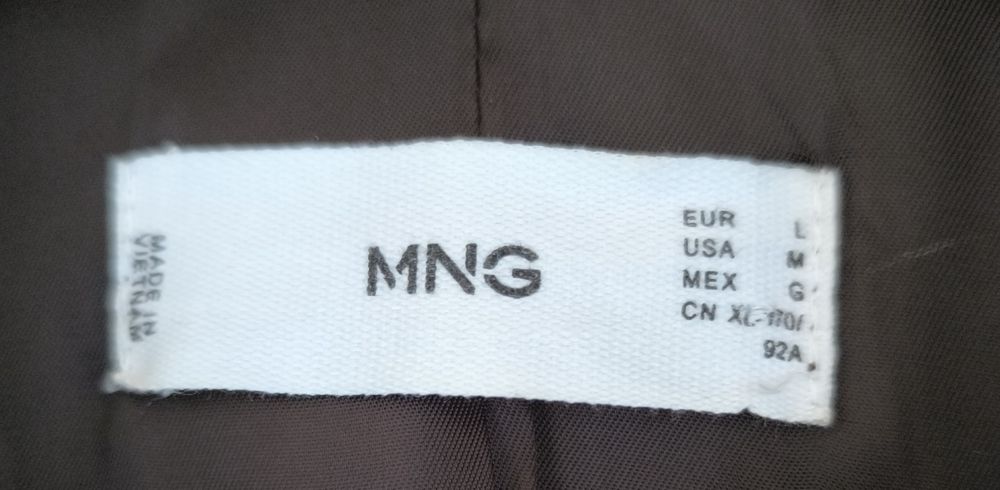 MADE IN
VIETNAM
MNG
EUR L
USA M
MEX G
CN XL-170/
92A